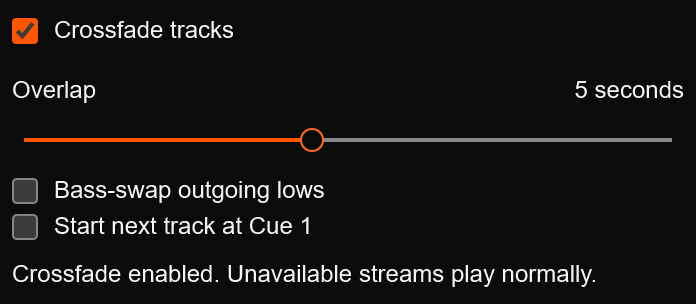 Crossfade tracks
Overlap 5 seconds
Bass-swap outgoing lows
Start next track at Cue 1
Crossfade enabled. Unavailable streams play normally.